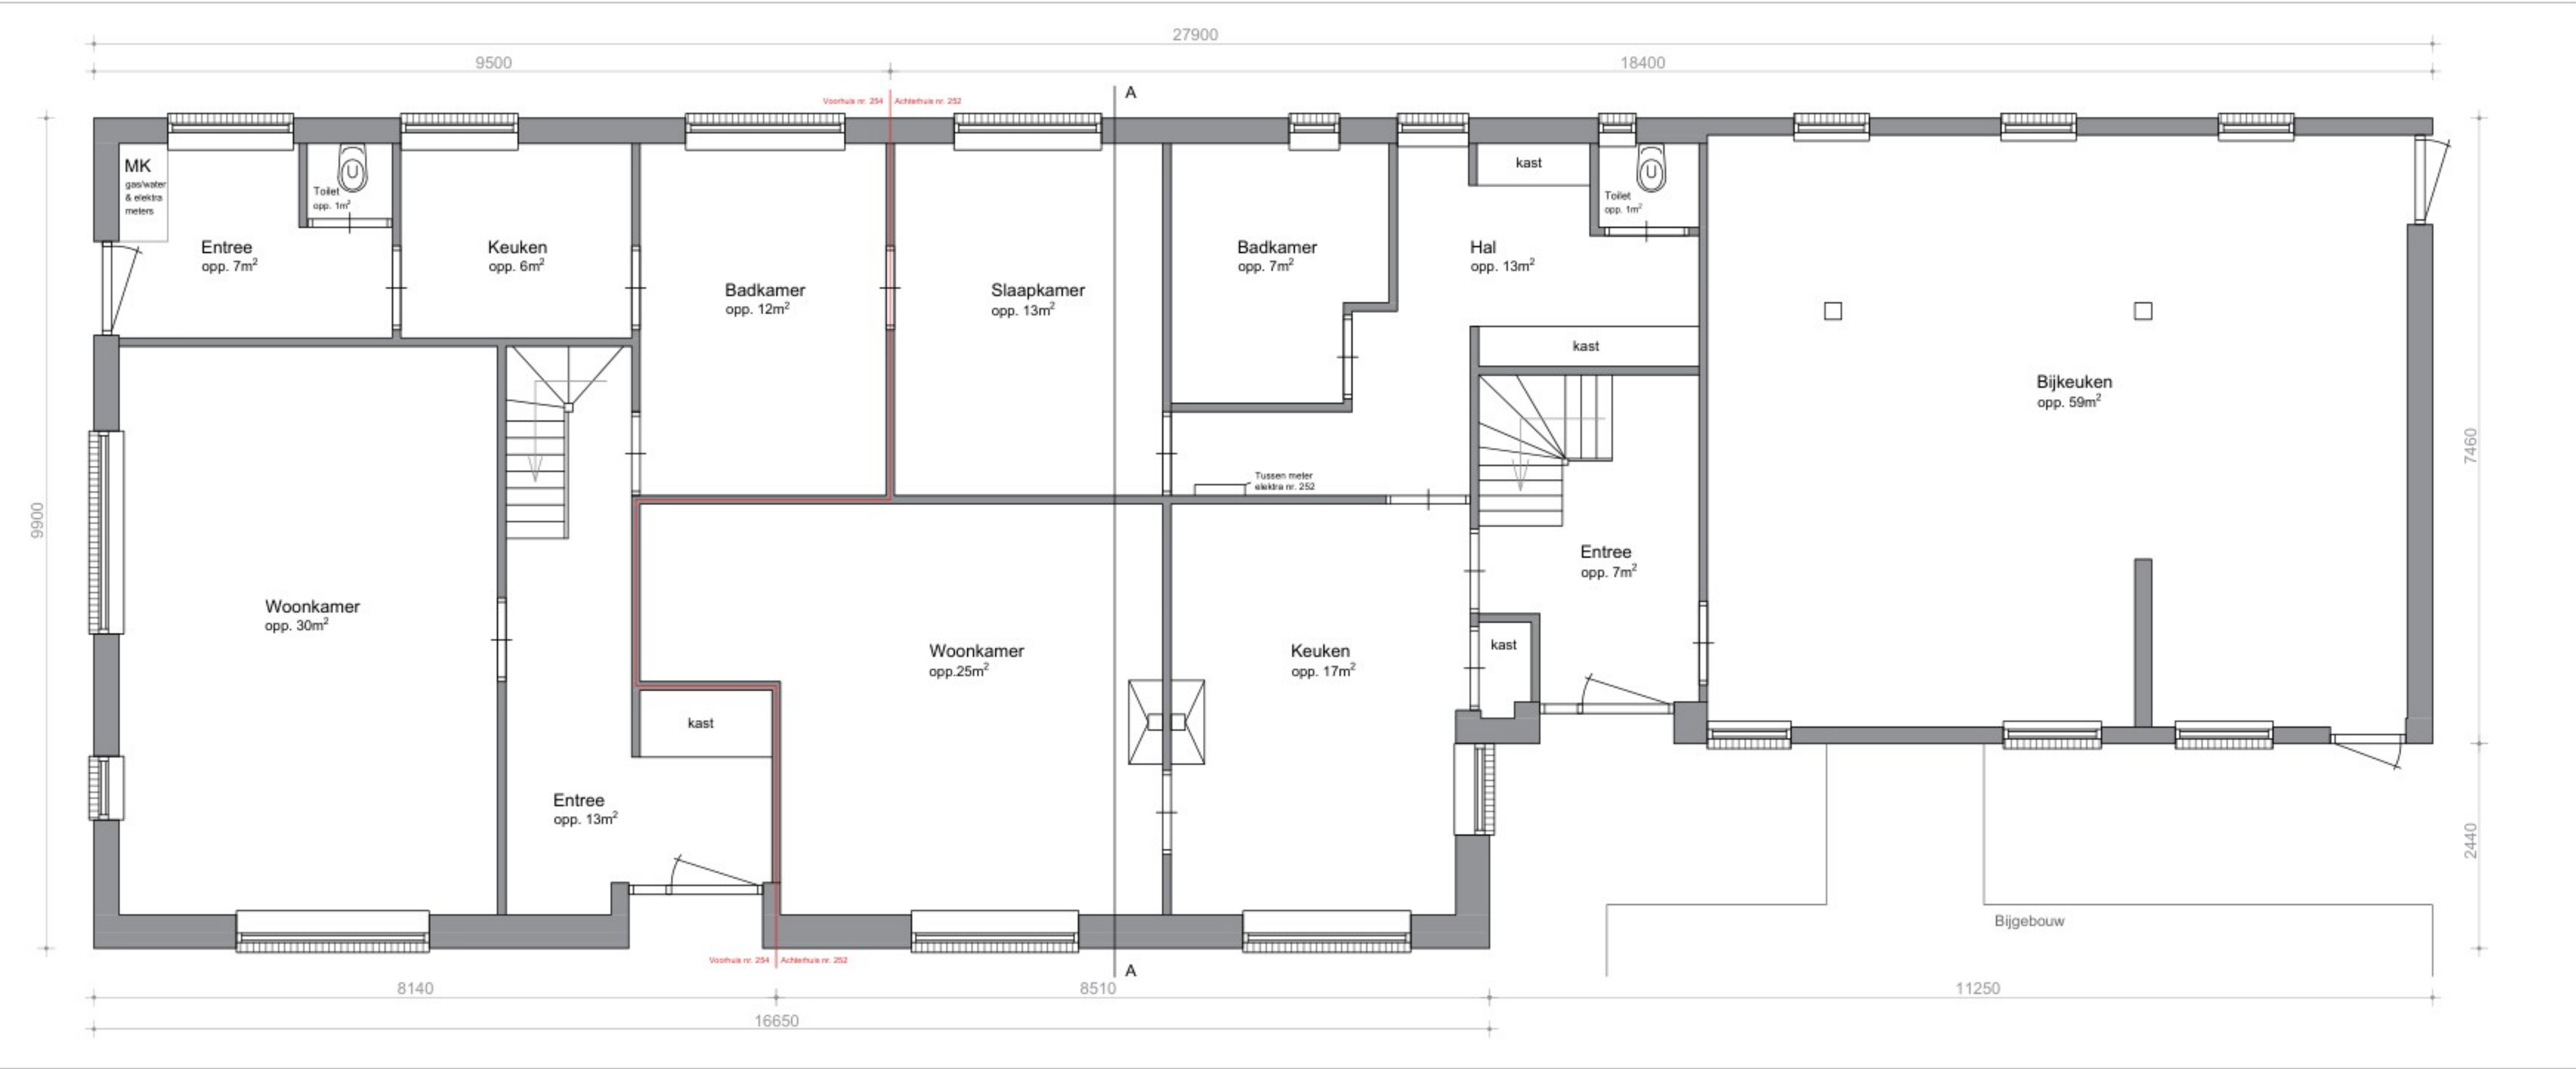 27900
9500
18400
A
Voorhuis nr. 254
Achterhuis nr. 252
MK
gas/water
& elektra
meters
Toilet
opp. 1m²
kast
Toilet
opp. 1m²
Entree
opp. 7m²
Keuken
opp. 6m²
Badkamer
opp. 7m²
Hal
opp. 13m²
Badkamer
opp. 12m²
Slaapkamer
opp. 13m²
kast
Bijkeuken
opp. 59m²
7460
9900
Tussen meter
elektra nr. 252
Entree
opp. 7m²
Woonkamer
opp. 30m²
Woonkamer
opp.25m²
Keuken
opp. 17m²
kast
kast
Entree
opp. 13m²
2440
Bijgebouw
Voorhuis nr. 254
Achterhuis nr. 252
A
8140
8510
11250
16650